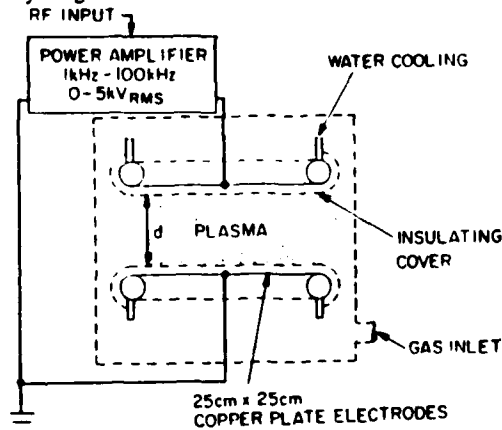 RF INPUT
POWER AMPLIFIER
1kHz - 100kHz
0 - 5kVRMS
WATER COOLING
d
PLASMA
INSULATING
COVER
GAS INLET
25cm x 25cm
COPPER PLATE ELECTRODES